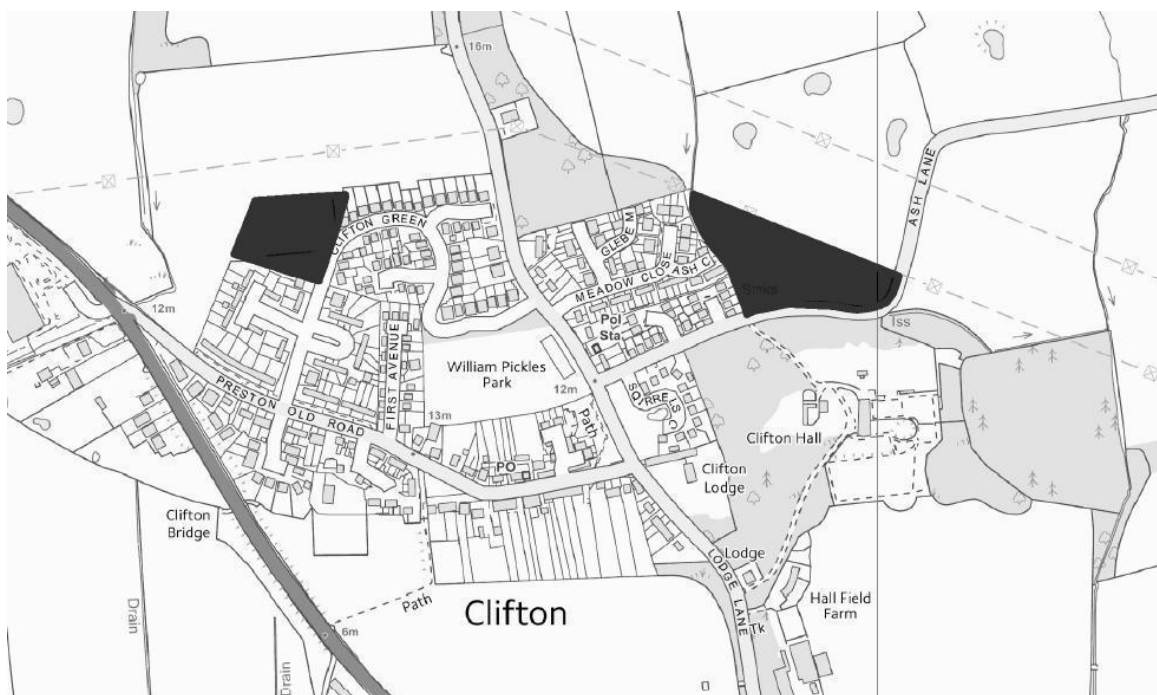 16m
CLIFTON GREEN
ASH LANE
GLEBE M
MEADOW CLOSE
ASH C
Sinks
12m
Pol
Sta
Iss
William Pickles
Park
FIRST AVENUE
12m
PRESTON OLD
ROAD
13m
SQUIRRELS C
Path
Clifton Hall
PO
Clifton
Lodge
Clifton
Bridge
Lodge
LODGE LANE
Hall Field
Farm
Path
Clifton
Drain
Tk
6m
Drain